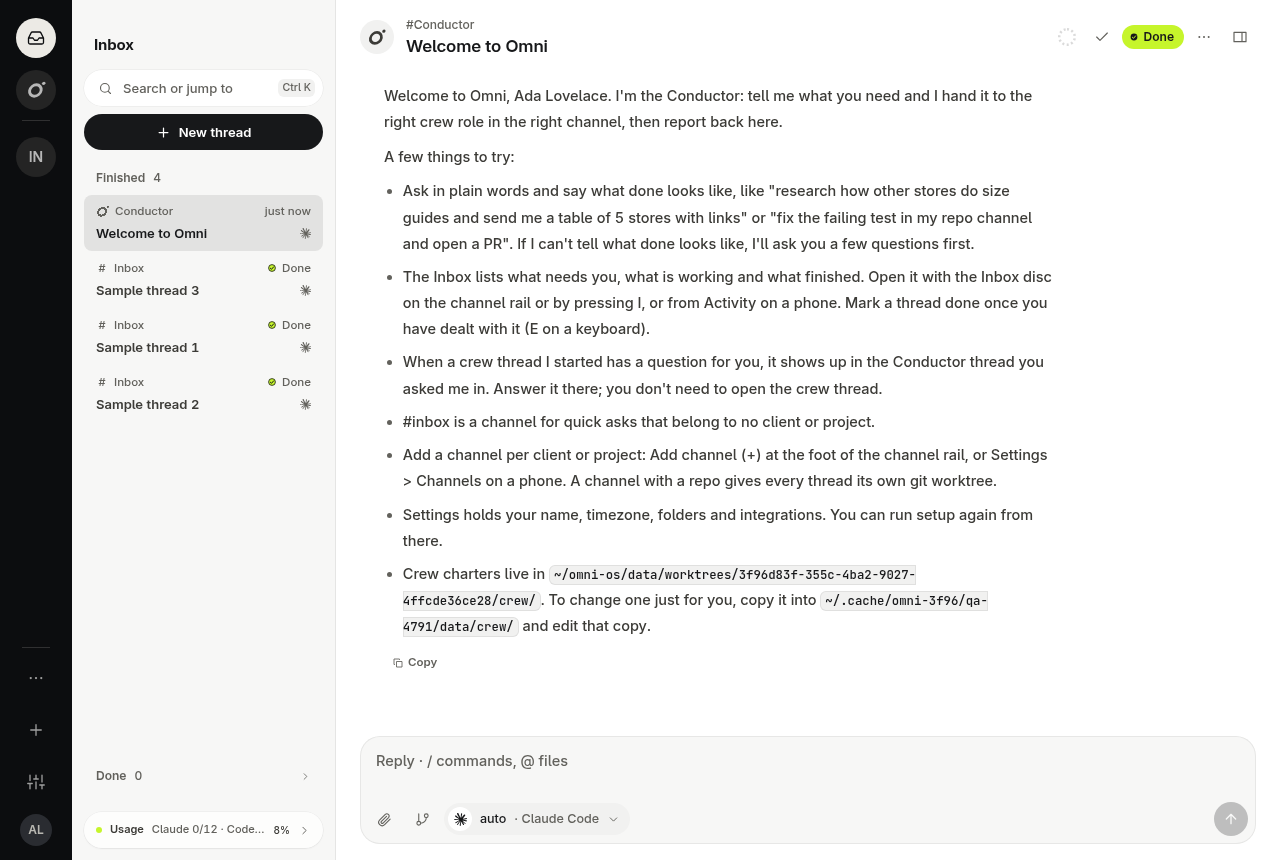 Inbox
Search or jump to
Ctrl K
New thread
IN
Finished 4
Conductor
just now
Welcome to Omni
# Inbox
Done
Sample thread 3
# Inbox
Done
Sample thread 1
# Inbox
Done
Sample thread 2
Done 0
Usage Claude 0/12 · Code... 8%
AL
#Conductor
Welcome to Omni
Done
Welcome to Omni, Ada Lovelace. I'm the Conductor: tell me what you need and I hand it to the
right crew role in the right channel, then report back here.
A few things to try:
• Ask in plain words and say what done looks like, like "research how other stores do size
guides and send me a table of 5 stores with links" or "fix the failing test in my repo channel
and open a PR". If I can't tell what done looks like, I'll ask you a few questions first.
• The Inbox lists what needs you, what is working and what finished. Open it with the Inbox disc
on the channel rail or by pressing I, or from Activity on a phone. Mark a thread done once you
have dealt with it (E on a keyboard).
• When a crew thread I started has a question for you, it shows up in the Conductor thread you
asked me in. Answer it there; you don't need to open the crew thread.
• #inbox is a channel for quick asks that belong to no client or project.
• Add a channel per client or project: Add channel (+) at the foot of the channel rail, or Settings
> Channels on a phone. A channel with a repo gives every thread its own git worktree.
• Settings holds your name, timezone, folders and integrations. You can run setup again from
there.
• Crew charters live in ~/omni-os/data/worktrees/3f96d83f-355c-4ba2-9027-
4ffcde36ce28/crew/ . To change one just for you, copy it into ~/.cache/omni-3f96/qa-
4791/data/crew/ and edit that copy.
Copy
Reply · / commands, @ files
auto · Claude Code